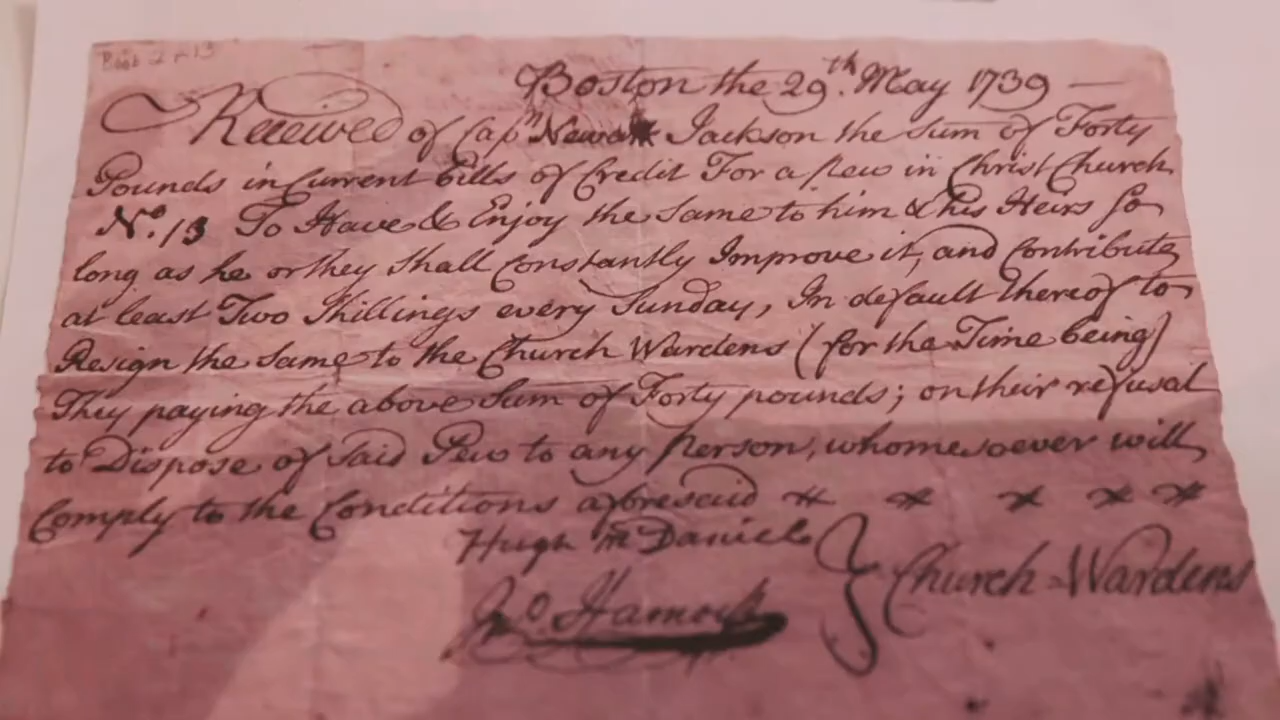 Boston the 29th. May 1739 —
Received of Capn Newark Jackson the Sum of Forty
Pounds in Current Bills of Credit For a Pew in Christ Church
No. 13 To Have & Enjoy the Same to him & his Heirs So
long as he or they Shall Constantly Improve it, and Contribute
at least Two Shillings every Sunday, In default thereof to
Resign the Same to the Church Wardens (for the Time being)
They paying the above Sum of Forty pounds; on their refusal
to Dispose of Said Pew to any Person, whomesoever will
Comply to the Conditions aforesaid
Hugh McDaniel } Church Wardens
Jno. Hamock